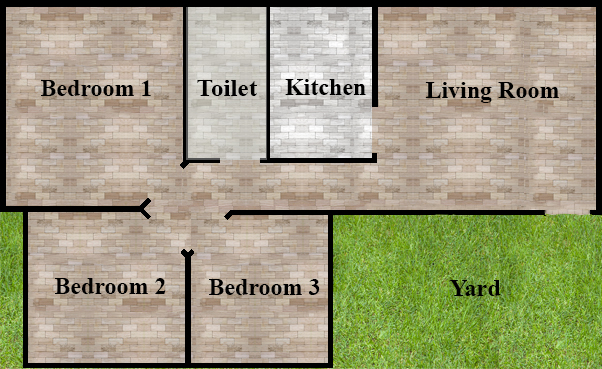 Bedroom 1
Toilet
Kitchen
Living Room
Bedroom 2
Bedroom 3
Yard